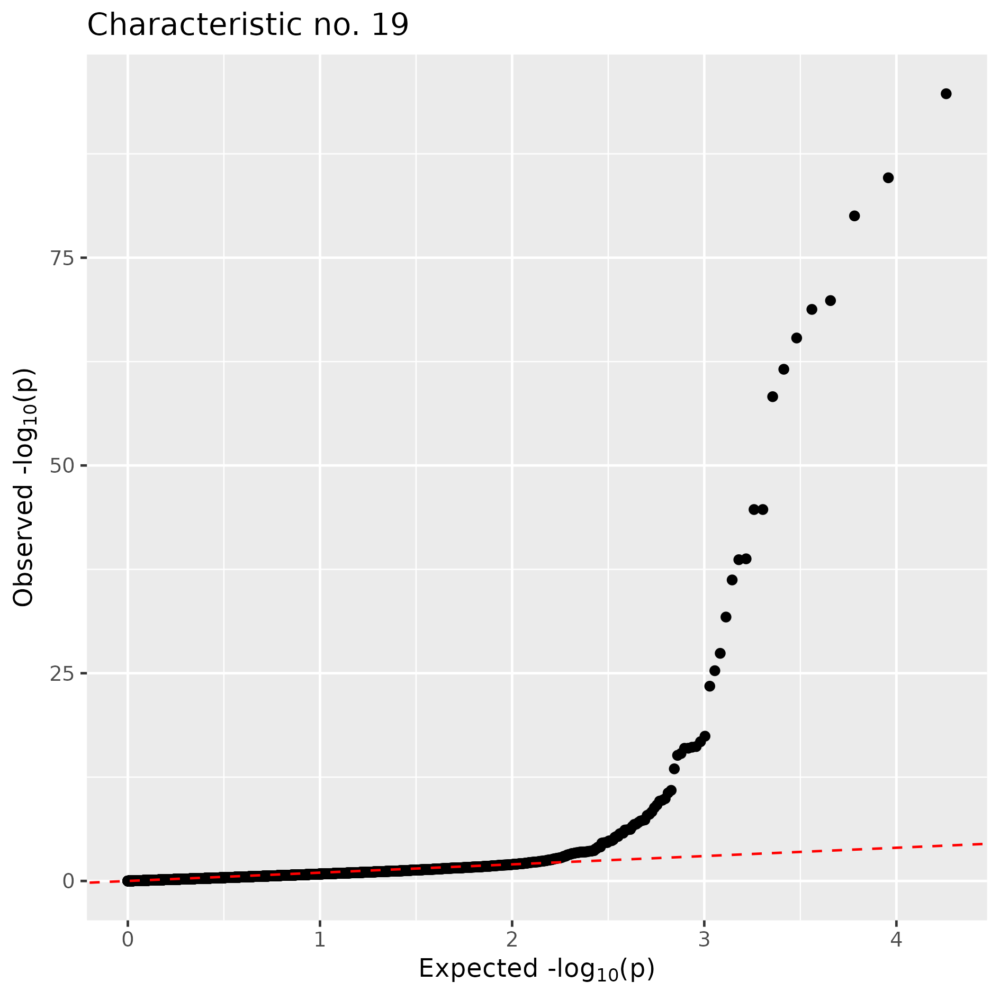 Characteristic no. 19
Observed -log₁₀(p)
75
50
25
0
0 1 2 3 4
Expected -log₁₀(p)